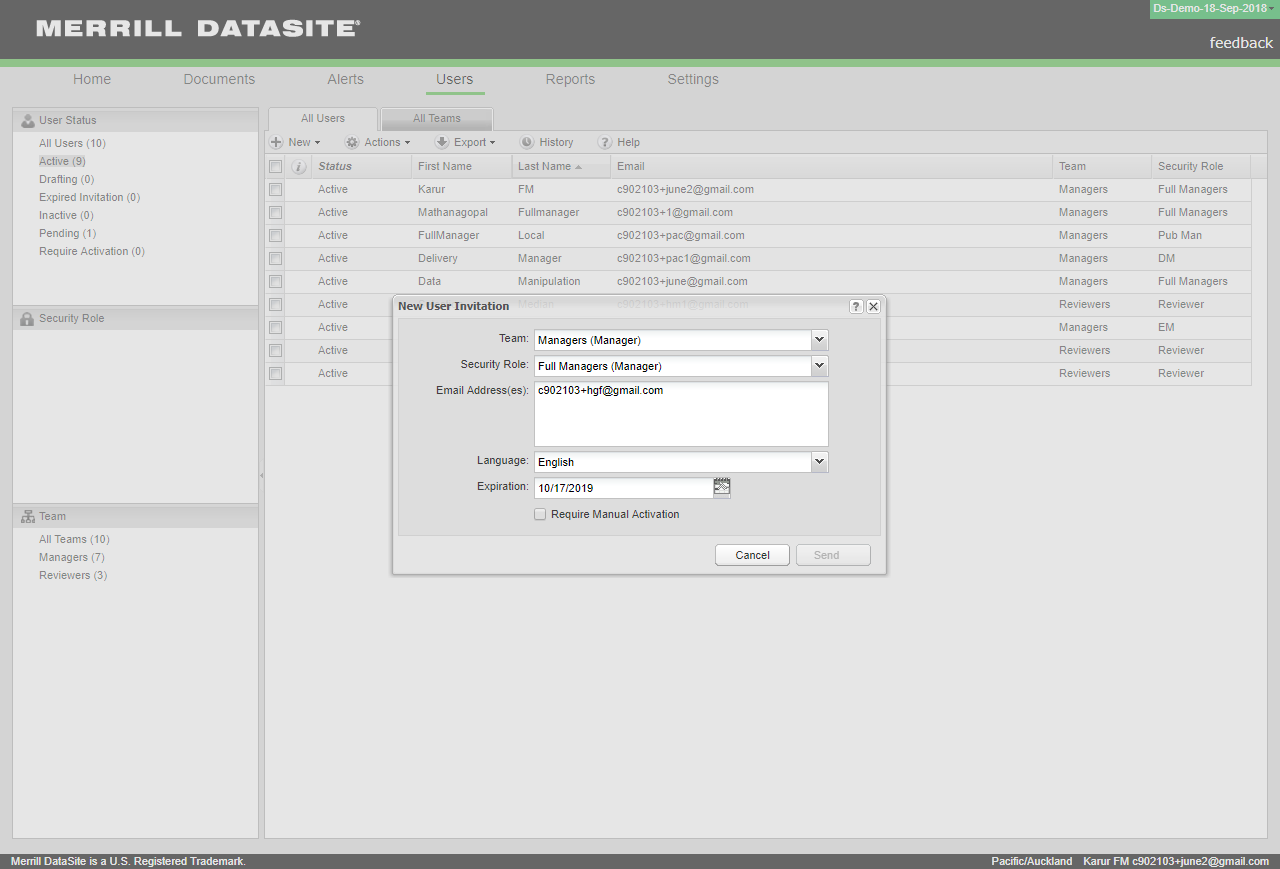 MERRILL DATASITE®
Ds-Demo-18-Sep-2018
feedback
Home Documents Alerts Users Reports Settings
User Status
All Users (10)
Active (9)
Drafting (0)
Expired Invitation (0)
Inactive (0)
Pending (1)
Require Activation (0)
Security Role
Team
All Teams (10)
Managers (7)
Reviewers (3)
All Users All Teams
New Actions Export History ? Help
i Status First Name Last Name Email Team Security Role
Active Karur FM c902103+june2@gmail.com Managers Full Managers
Active Mathanagopal Fullmanager c902103+1@gmail.com Managers Full Managers
Active FullManager Local c902103+pac@gmail.com Managers Pub Man
Active Delivery Manager c902103+pac1@gmail.com Managers DM
Active Data Manipulation c902103+june@gmail.com Managers Full Managers
Active Median c902103+hm1@gmail.com Reviewers Reviewer
Active Managers EM
Active Reviewers Reviewer
Active Reviewers Reviewer
New User Invitation ?
Team: Managers (Manager)
Security Role: Full Managers (Manager)
Email Address(es): c902103+hgf@gmail.com
Language: English
Expiration: 10/17/2019
Require Manual Activation
Cancel Send
Merrill DataSite is a U.S. Registered Trademark. Pacific/Auckland Karur FM c902103+june2@gmail.com